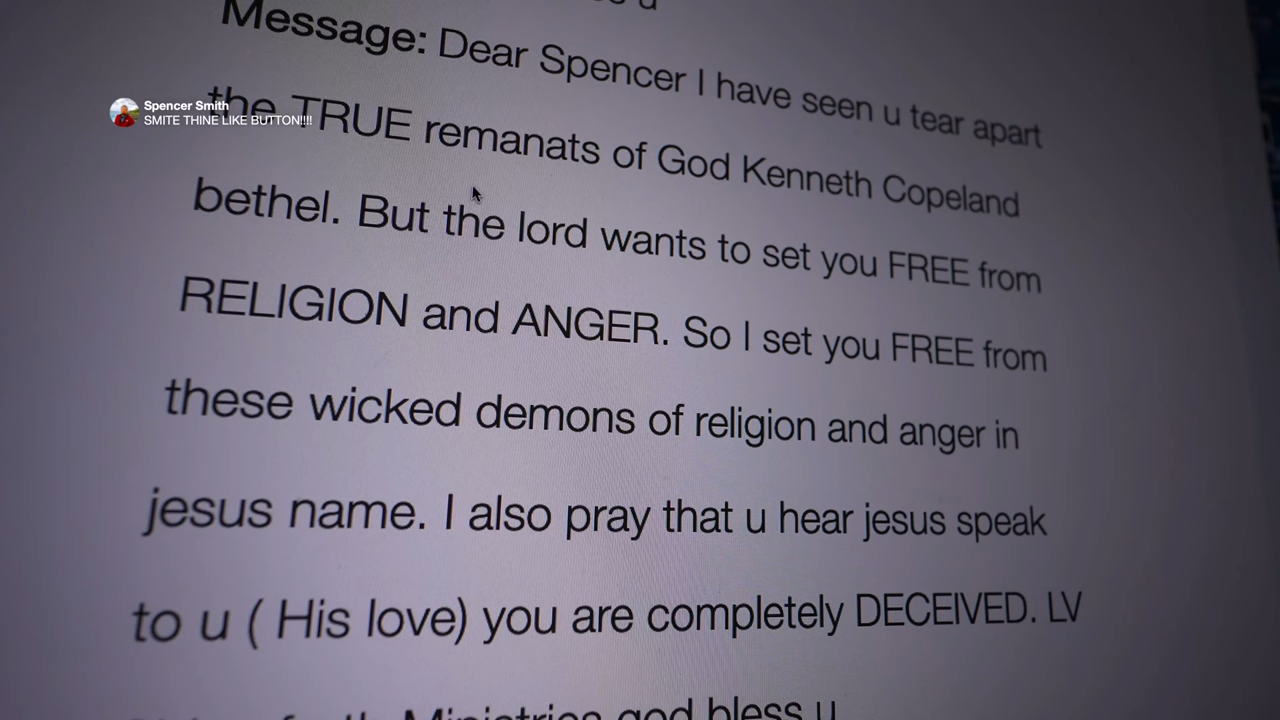 Message: Dear Spencer I have seen u tear apart
the TRUE remanats of God Kenneth Copeland
bethel. But the lord wants to set you FREE from
RELIGION and ANGER. So I set you FREE from
these wicked demons of religion and anger in
jesus name. I also pray that u hear jesus speak
to u ( His love) you are completely DECEIVED. LV
Ministries god bless u
Spencer Smith
SMITE THINE LIKE BUTTON!!!!